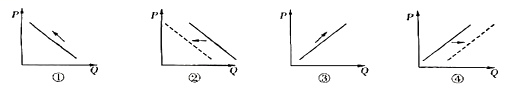 P P P P
Q Q Q Q
① ② ③ ④